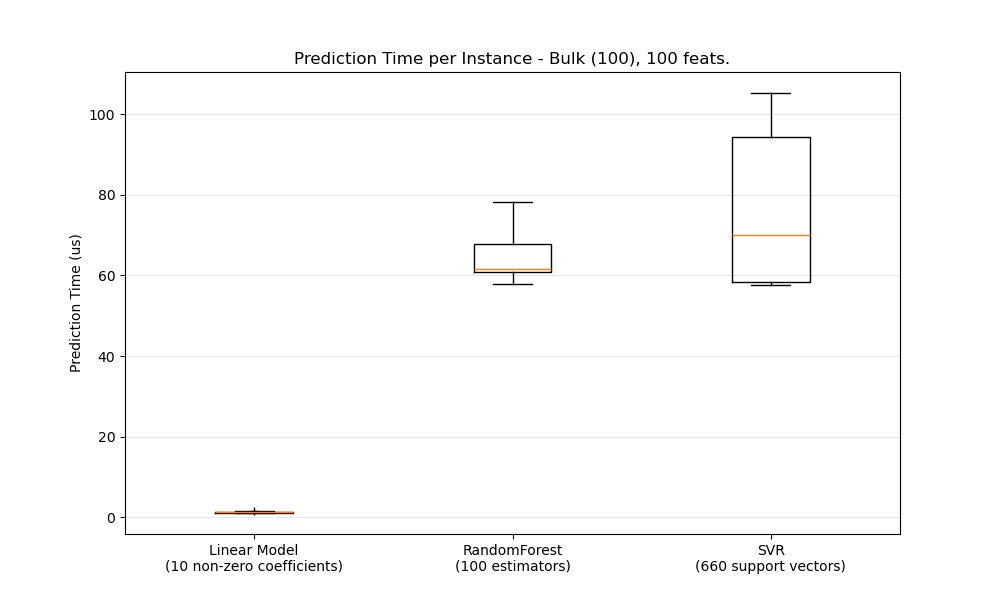 Prediction Time per Instance - Bulk (100), 100 feats.
Prediction Time (us)
100
80
60
40
20
0
Linear Model
(10 non-zero coefficients)
RandomForest
(100 estimators)
SVR
(660 support vectors)